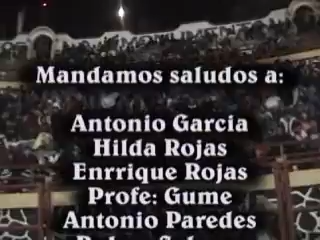 Mandamos saludos a:
Antonio Garcia
Hilda Rojas
Enrrique Rojas
Profe: Gume
Antonio Paredes